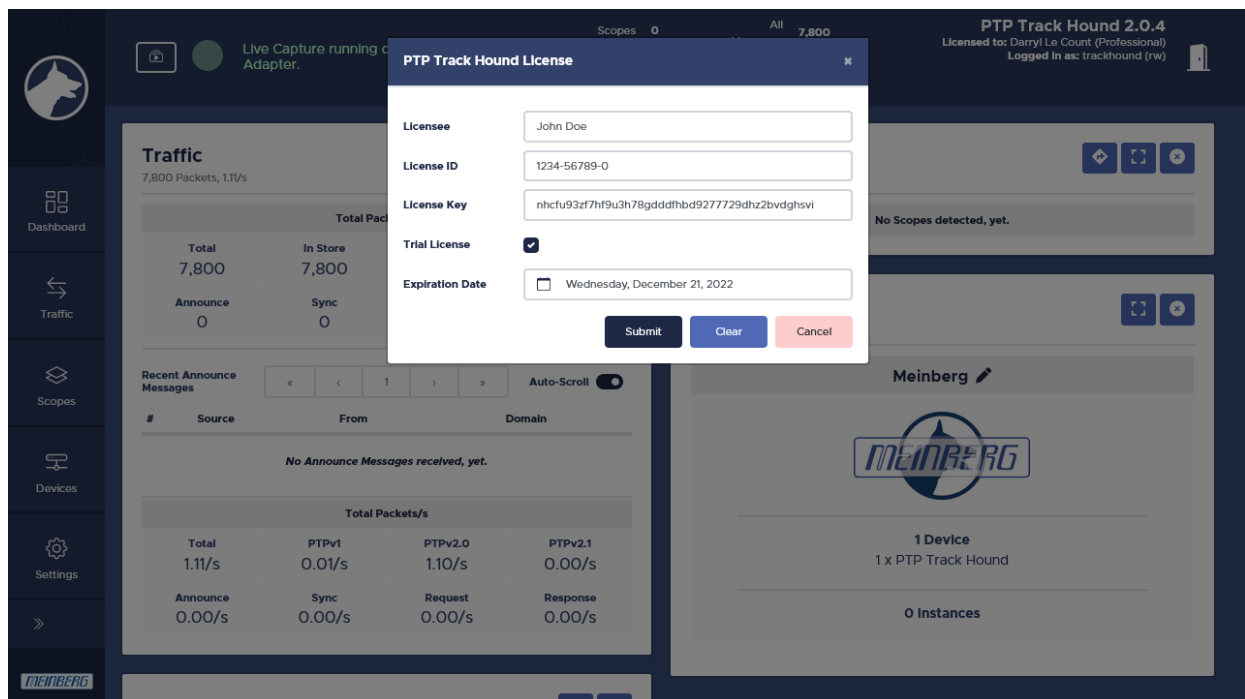 Live Capture running o
Adapter.
Scopes 0
All 7,800
PTP Track Hound 2.0.4
Licensed to: Darryl Le Count (Professional)
Logged in as: trackhound (rw)
PTP Track Hound License
Licensee John Doe
License ID 1234-56789-0
License Key nhcfu93zf7hf9u3h78gdddfhbd9277729dhz2bvdghsvi
Trial License
Expiration Date Wednesday, December 21, 2022
Submit Clear Cancel
Dashboard
Traffic
Scopes
Devices
Settings
MEINBERG
Traffic
7,800 Packets, 1.11/s
Total Pac
Total In Store
7,800 7,800
Announce Sync
0 0
Recent Announce
Messages
« ‹ 1 › »
Auto-Scroll
# Source From Domain
No Announce Messages received, yet.
Total Packets/s
Total PTPv1 PTPv2.0 PTPv2.1
1.11/s 0.01/s 1.10/s 0.00/s
Announce Sync Request Response
0.00/s 0.00/s 0.00/s 0.00/s
No Scopes detected, yet.
Meinberg
MEINBERG
1 Device
1 x PTP Track Hound
0 Instances